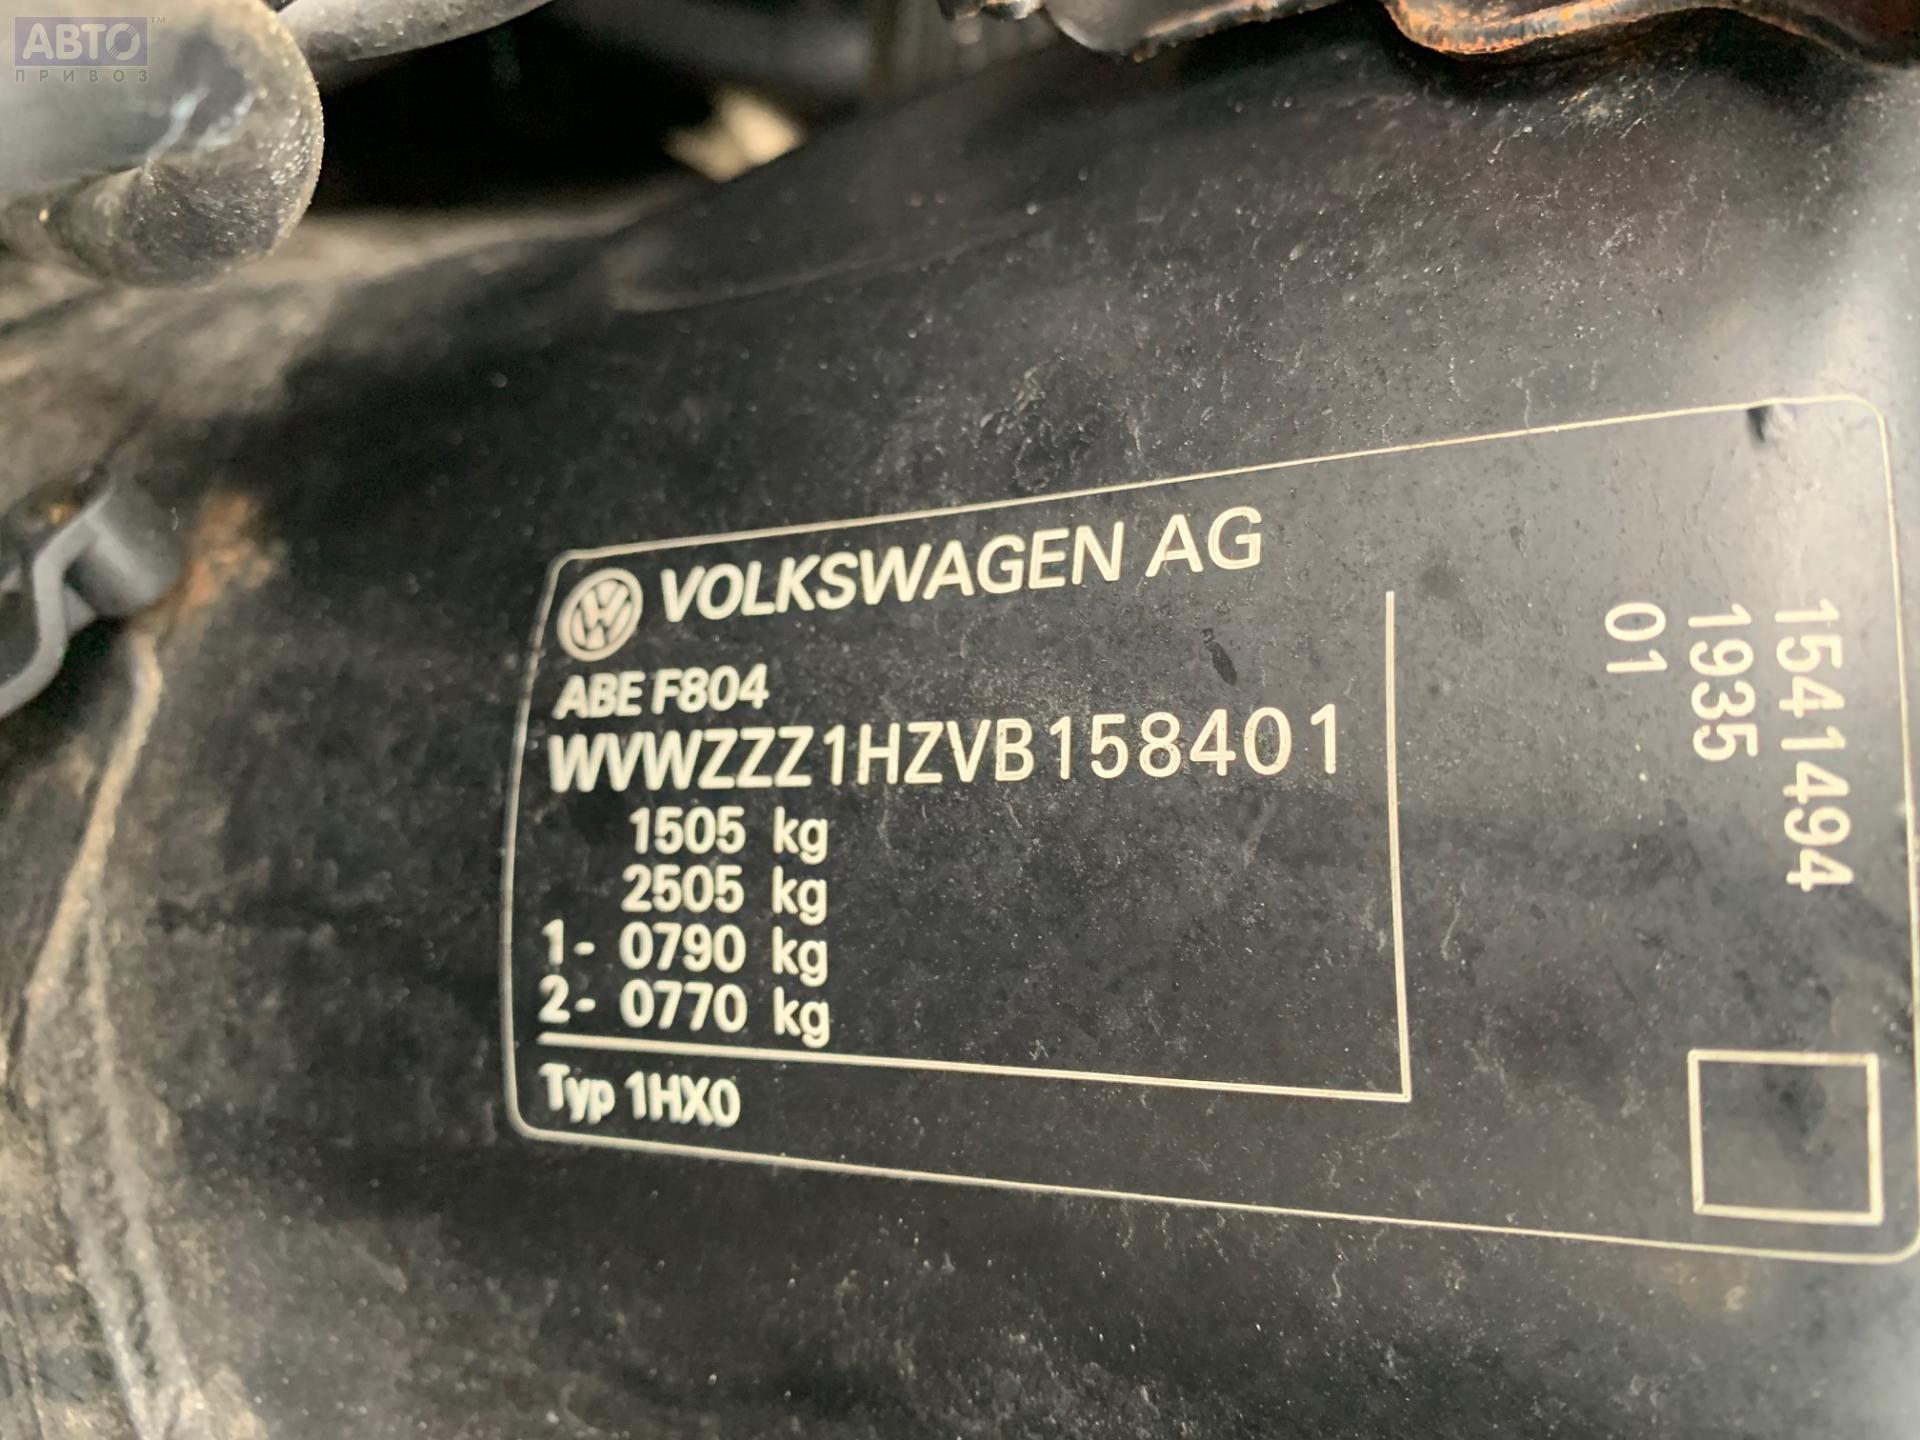 АВТО™
ПРИВОЗ
VOLKSWAGEN AG
ABE F804
WVWZZZ1HZVB158401
1505 kg
2505 kg
1- 0790 kg
2- 0770 kg
Typ 1HX0
1541494
1935
01